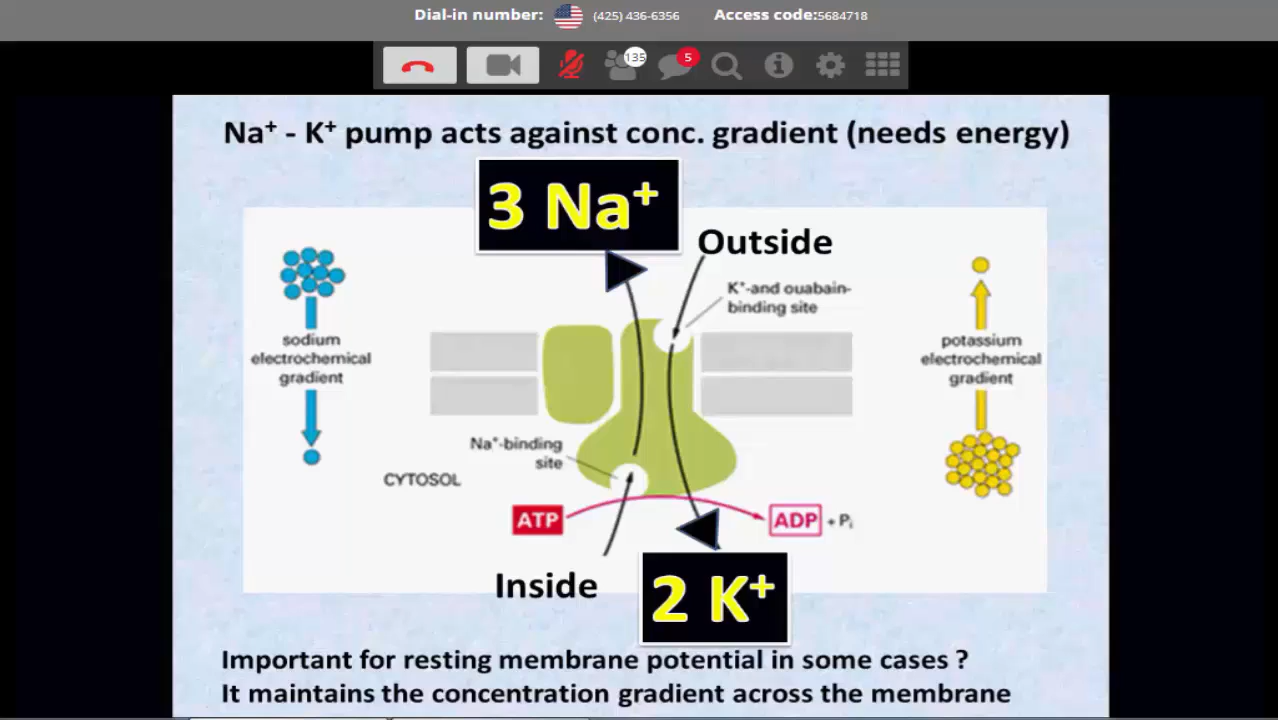 Dial-in number: (425) 436-6356 Access code:5684718
135
5
Na⁺ - K⁺ pump acts against conc. gradient (needs energy)
3 Na⁺
Outside
K⁺-and ouabain-
binding site
sodium
electrochemical
gradient
potassium
electrochemical
gradient
Na⁺-binding
site
CYTOSOL
ATP
ADP + Pᵢ
Inside
2 K⁺
Important for resting membrane potential in some cases ?
It maintains the concentration gradient across the membrane